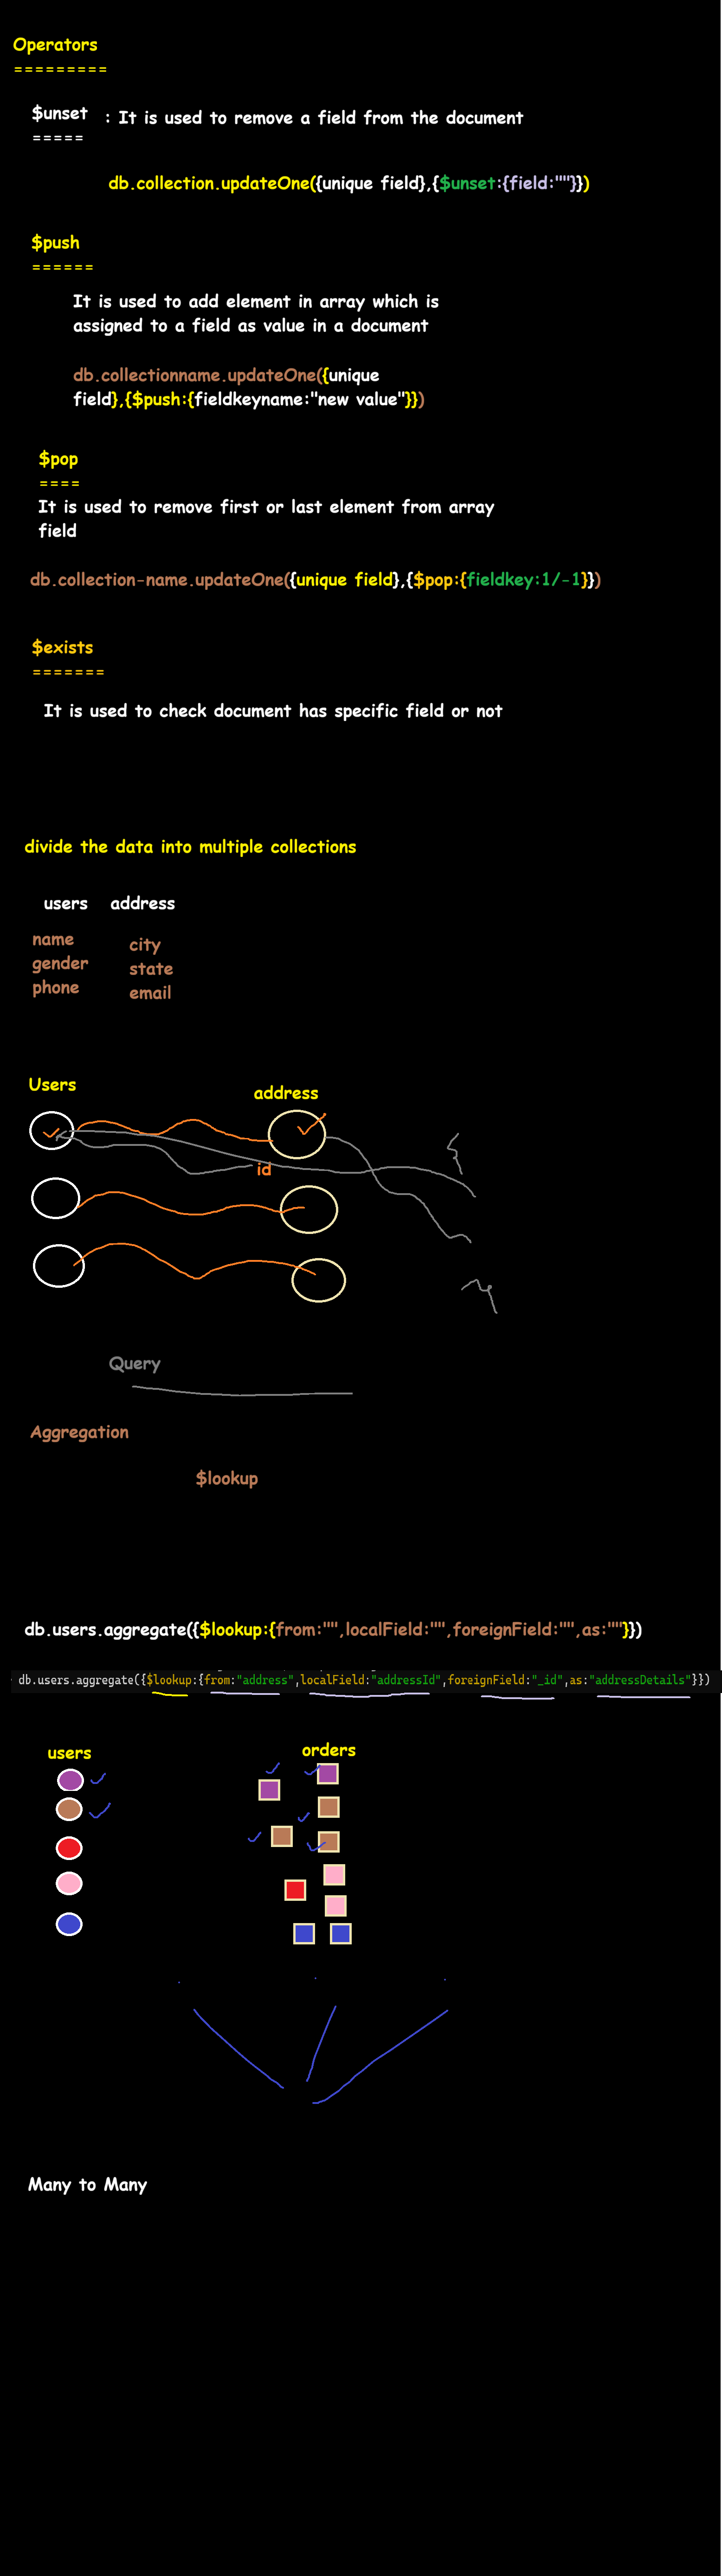 Operators
=========
$unset : It is used to remove a field from the document
=====
db.collection.updateOne({unique field},{$unset:{field:""}})
$push
======
It is used to add element in array which is
assigned to a field as value in a document
db.collectionname.updateOne({unique
field},{$push:{fieldkeyname:"new value"}})
$pop
====
It is used to remove first or last element from array
field
db.collection-name.updateOne({unique field},{$pop:{fieldkey:1/-1}})
$exists
=======
It is used to check document has specific field or not
divide the data into multiple collections
users address
name
city
gender
state
phone
email
Users
address
id
Query
Aggregation
$lookup
db.users.aggregate({$lookup:{from:"",localField:"",foreignField:"",as:""}})
db.users.aggregate({$lookup:{from:"address",localField:"addressId",foreignField:"_id",as:"addressDetails"}})
users orders
Many to Many